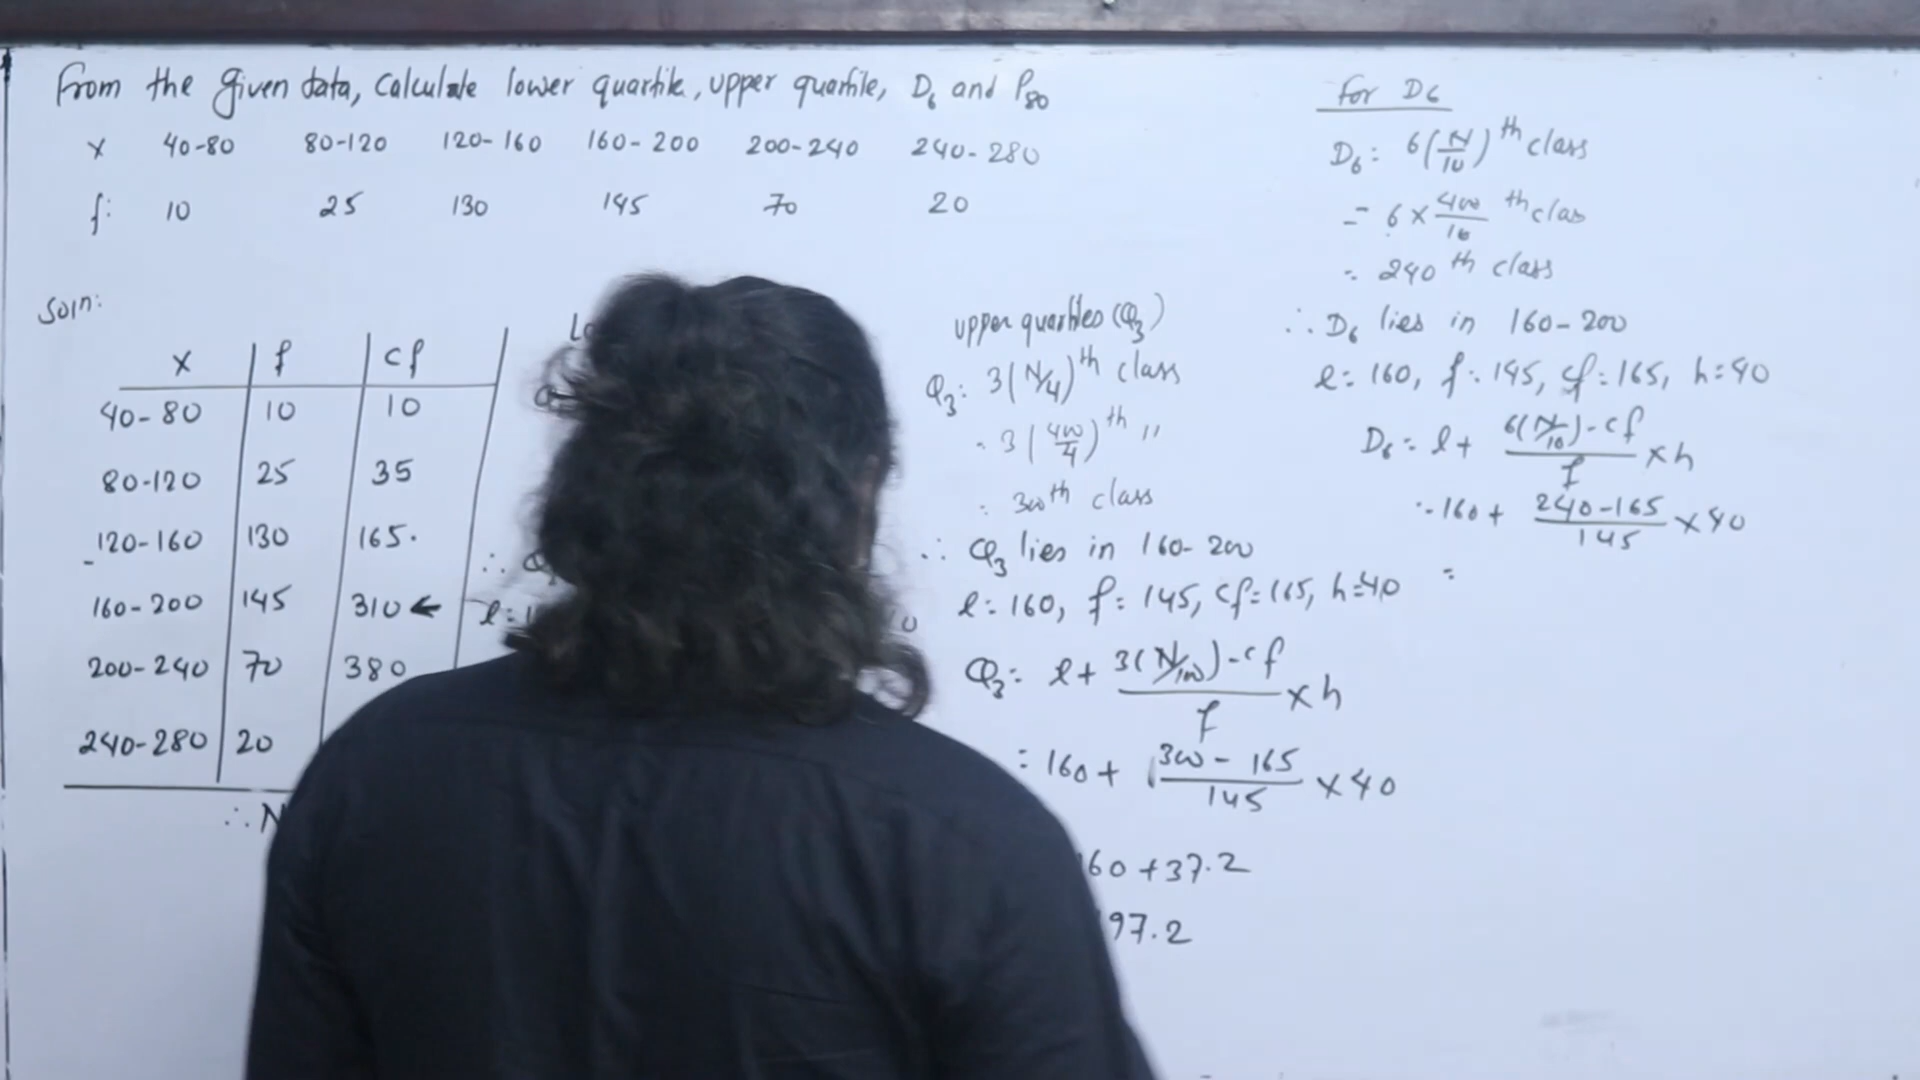 From the given data, calculate lower quartile, upper quartile, D₆ and P₈₀
X 40-80 80-120 120-160 160-200 200-240 240-280
f: 10 25 130 145 70 20
Soln:
X f cf
40-80 10 10
80-120 25 35
120-160 130 165.
160-200 145 310 ←
200-240 70 380
240-280 20
∴ N
∴ Q
l:
upper quartiles (Q₃)
Q₃: 3(N/4)th class
= 3(400/4)th "
= 300th class
∴ Q₃ lies in 160-200
l: 160, f: 145, cf: 165, h=40
Q₃: l + (3(N/100) - cf)/f × h
= 160 + (300 - 165)/145 × 40
60 + 37.2
97.2
For D₆
D₆: 6(N/10)th class
= 6 × 400/10 th clas
= 240th class
∴ D₆ lies in 160-200
l: 160, f: 145, cf: 165, h: 40
D₆ = l + (6(N/10) - cf)/f × h
= 160 + (240-165)/145 × 40
=